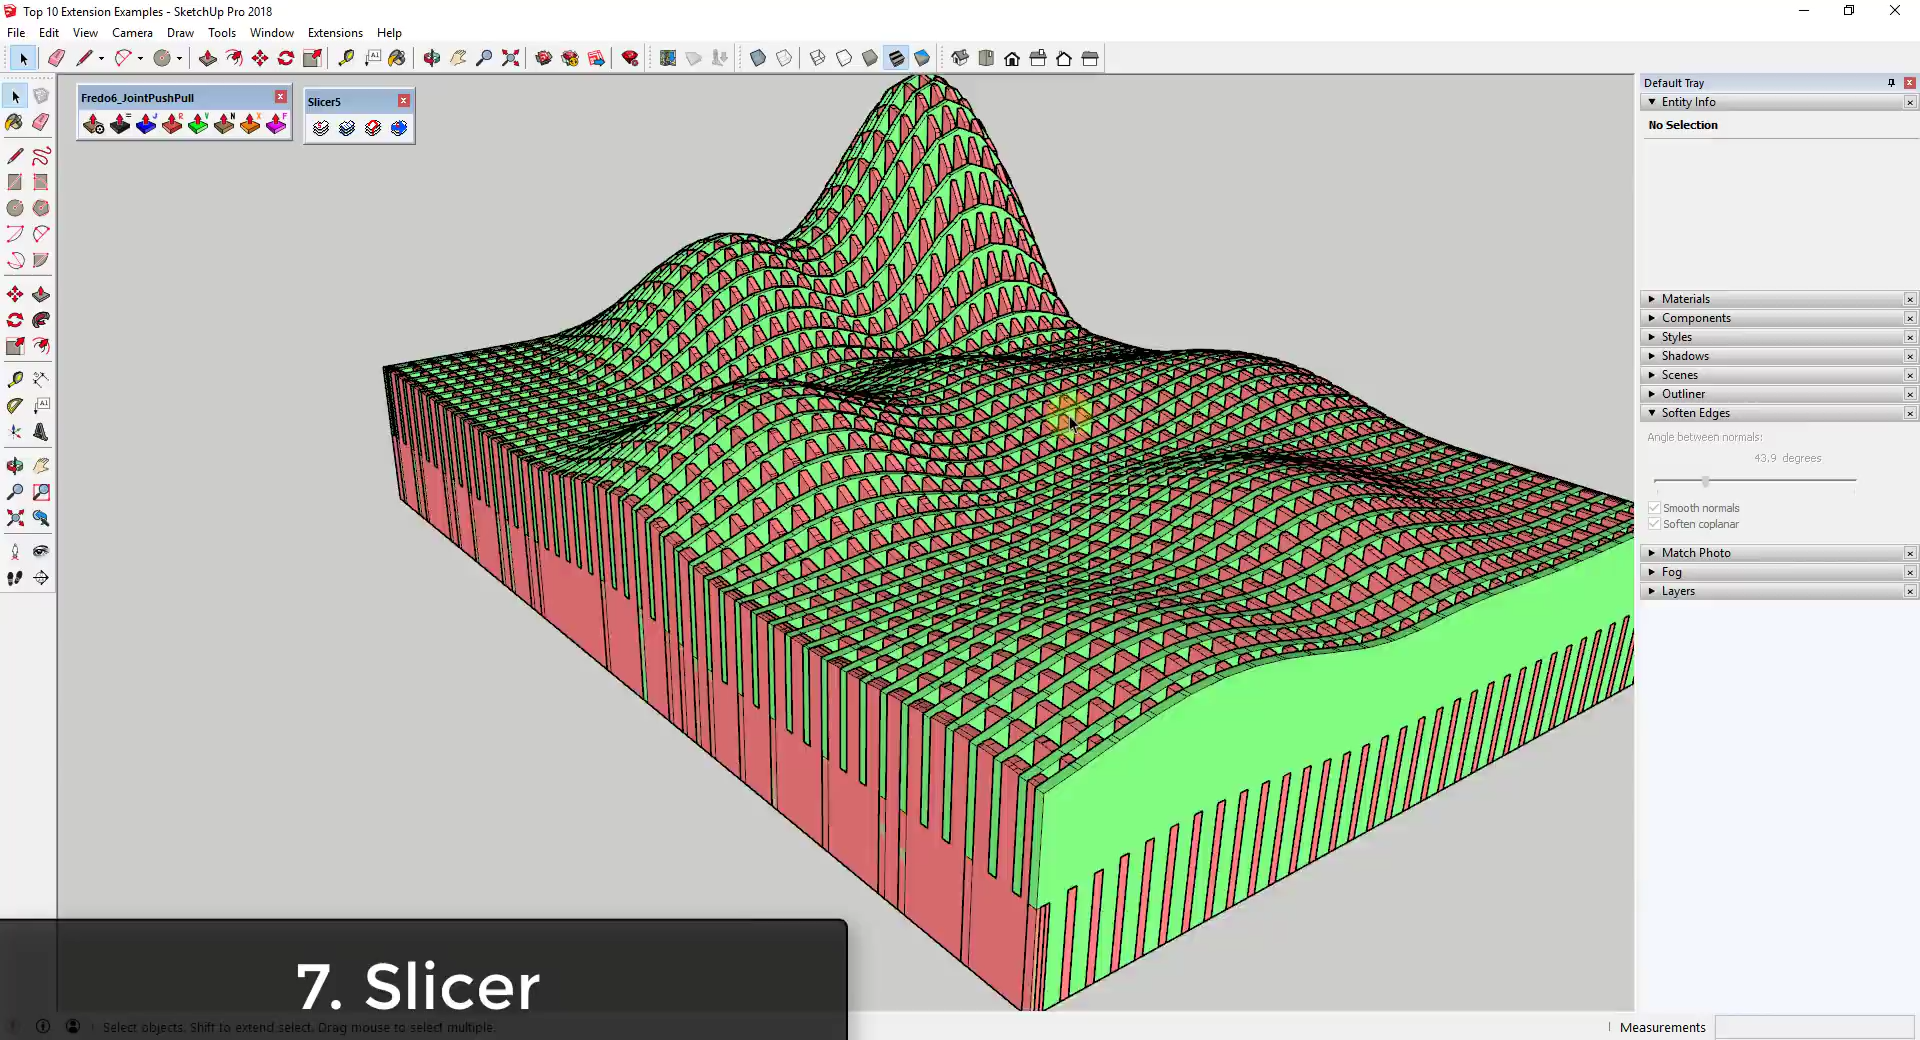 Top 10 Extension Examples - SketchUp Pro 2018
File Edit View Camera Draw Tools Window Extensions Help
Fredo6_JointPushPull
Slicer5
Default Tray
Entity Info
No Selection
Materials
Components
Styles
Shadows
Scenes
Outliner
Soften Edges
Angle between normals:
43.9 degrees
Smooth normals
Soften coplanar
Match Photo
Fog
Layers
7. Slicer
Select objects. Shift to extend select. Drag mouse to select multiple.
Measurements